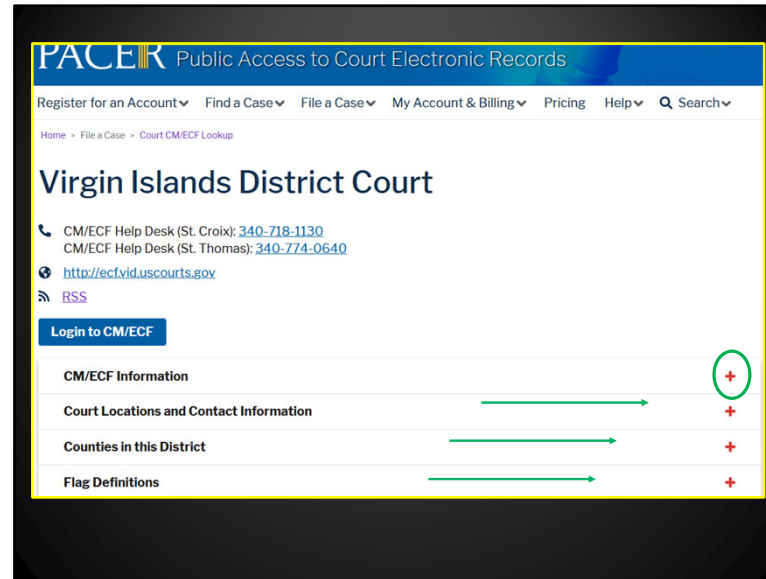 PACER Public Access to Court Electronic Records
Register for an Account Find a Case File a Case My Account & Billing Pricing Help Search
Home > File a Case > Court CM/ECF Lookup
Virgin Islands District Court
CM/ECF Help Desk (St. Croix): 340-718-1130
CM/ECF Help Desk (St. Thomas): 340-774-0640
http://ecf.vid.uscourts.gov
RSS
Login to CM/ECF
CM/ECF Information +
Court Locations and Contact Information +
Counties in this District +
Flag Definitions +